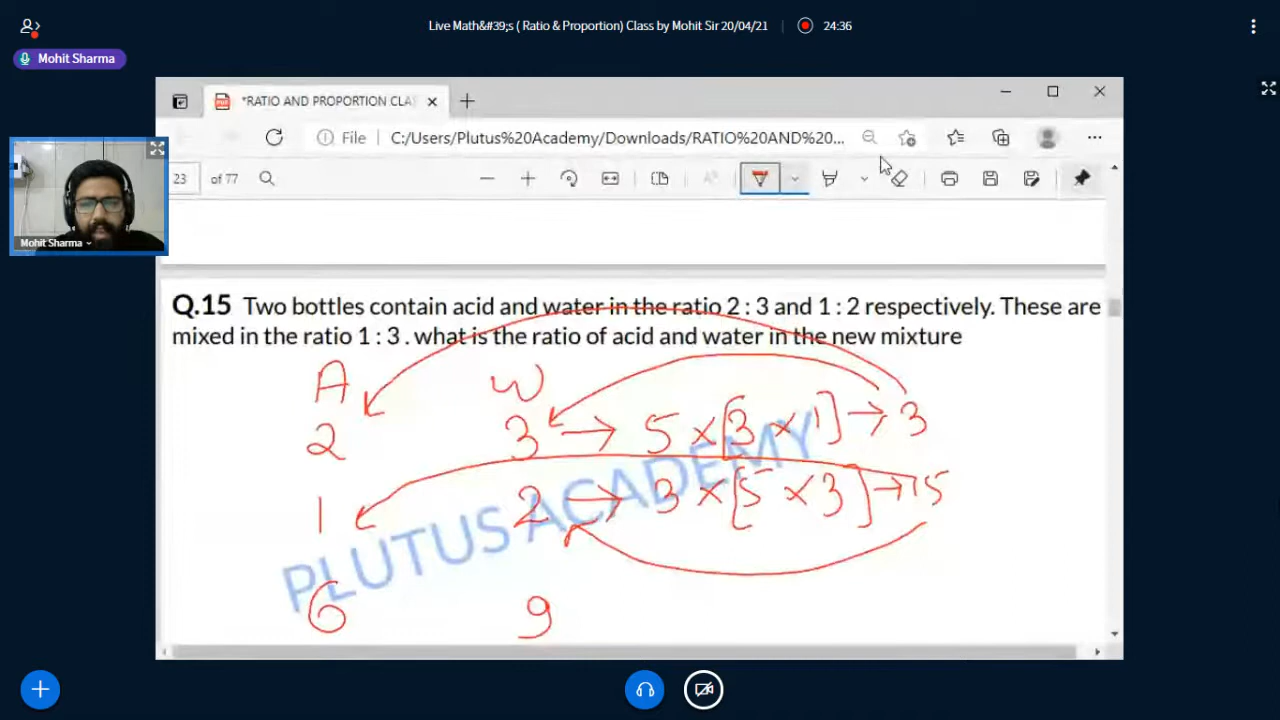 Live Math&#39;s ( Ratio & Proportion) Class by Mohit Sir 20/04/21
24:36
Mohit Sharma
*RATIO AND PROPORTION CLAS
File C:/Users/Plutus%20Academy/Downloads/RATIO%20AND%20...
23 of 77
Mohit Sharma
Q.15 Two bottles contain acid and water in the ratio 2 : 3 and 1 : 2 respectively. These are
mixed in the ratio 1 : 3 . what is the ratio of acid and water in the new mixture
A W
2 3 → 5 × [3 × 1] → 3
1 2 → 3 × [5 × 3] → 15
6 9
PLUTUS ACADEMY